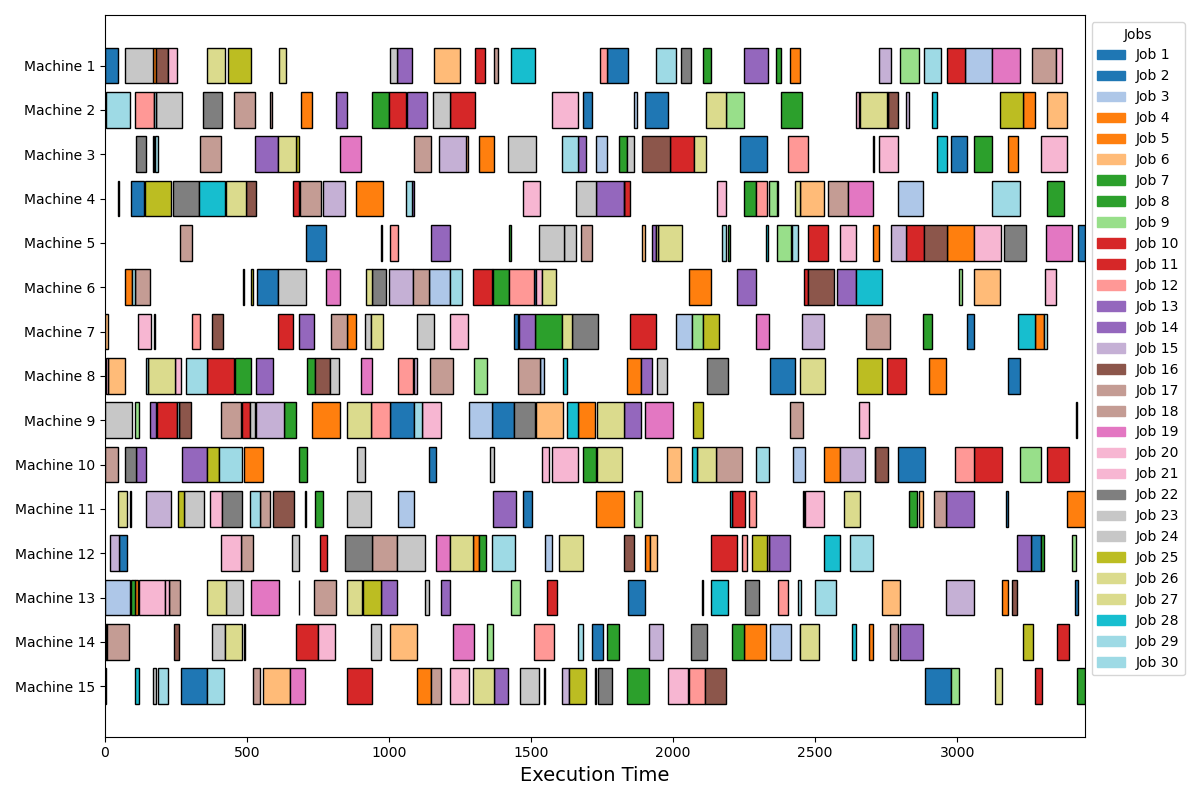 Machine 1
Machine 2
Machine 3
Machine 4
Machine 5
Machine 6
Machine 7
Machine 8
Machine 9
Machine 10
Machine 11
Machine 12
Machine 13
Machine 14
Machine 15
0 500 1000 1500 2000 2500 3000
Execution Time
Jobs
Job 1
Job 2
Job 3
Job 4
Job 5
Job 6
Job 7
Job 8
Job 9
Job 10
Job 11
Job 12
Job 13
Job 14
Job 15
Job 16
Job 17
Job 18
Job 19
Job 20
Job 21
Job 22
Job 23
Job 24
Job 25
Job 26
Job 27
Job 28
Job 29
Job 30